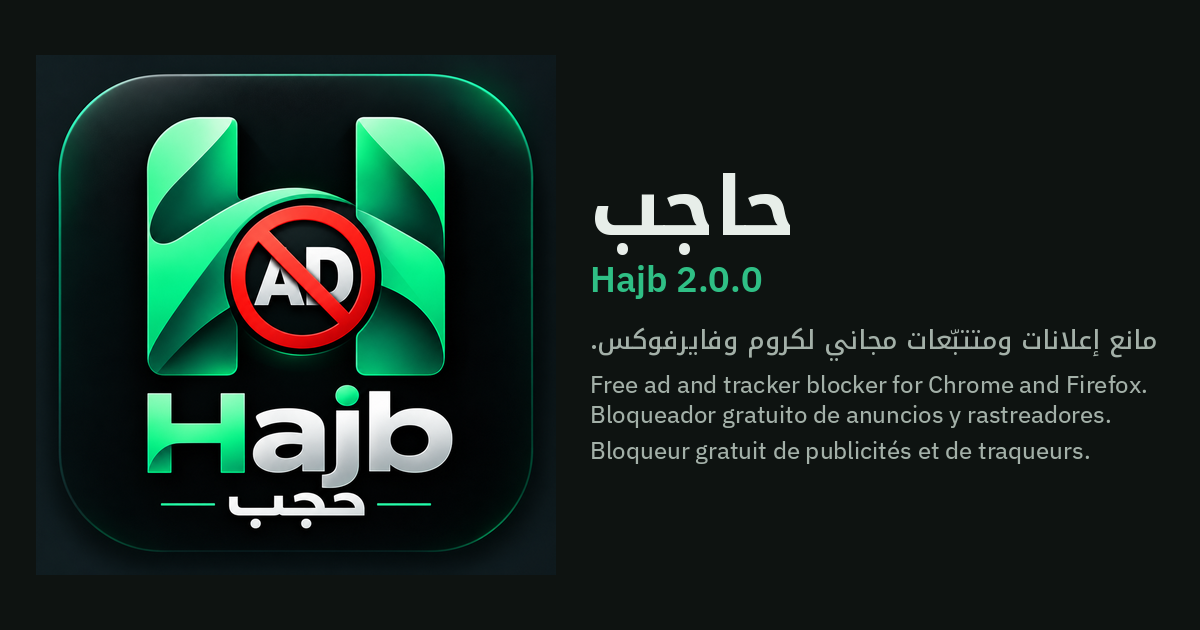 AD
Hajb
حجب
حاجب
Hajb 2.0.0
مانع إعلانات ومتتبّعات مجاني لكروم وفايرفوكس.
Free ad and tracker blocker for Chrome and Firefox.
Bloqueador gratuito de anuncios y rastreadores.
Bloqueur gratuit de publicités et de traqueurs.